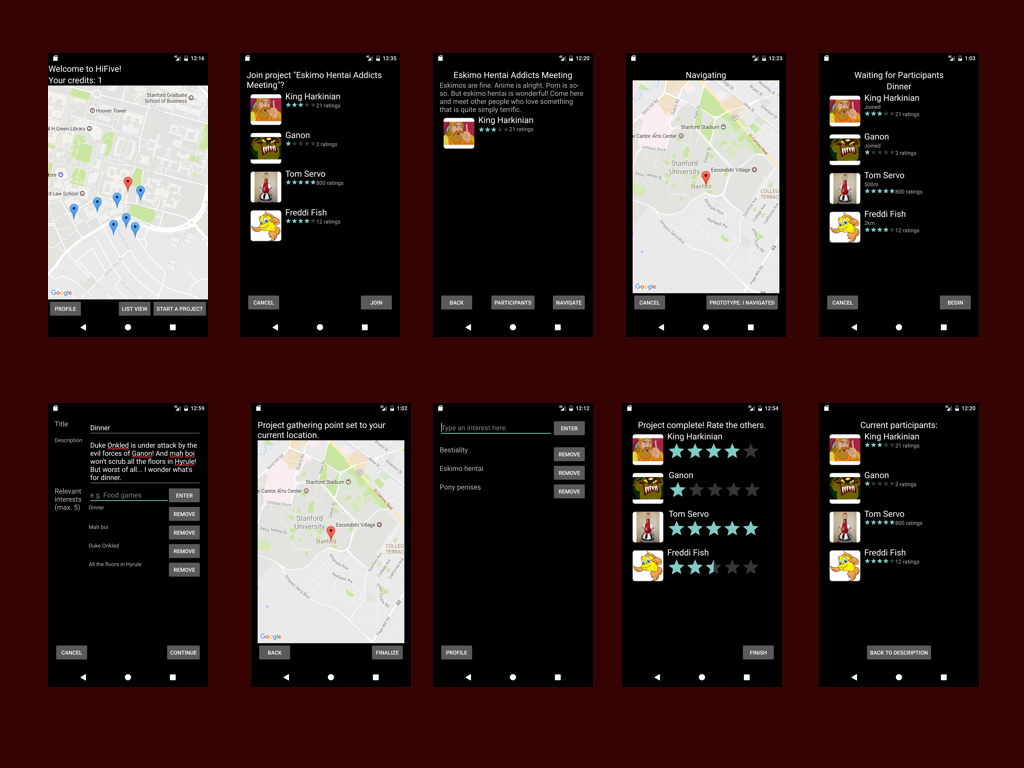 12:16
Welcome to HiFive!
Your credits: 1
Stanford Graduate
School of Business
Hoover Tower
H Green Library
Law School
Google
PROFILE
LIST VIEW
START A PROJECT
12:35
Join project "Eskimo Hentai Addicts
Meeting"?
King Harkinian
21 ratings
Ganon
2 ratings
Tom Servo
800 ratings
Freddi Fish
12 ratings
CANCEL
JOIN
12:20
Eskimo Hentai Addicts Meeting
Eskimos are fine. Anime is alright. Porn is so-
so. But eskimo hentai is wonderful! Come here
and meet other people who love something
that is quite simply terrific.
King Harkinian
21 ratings
BACK
PARTICIPANTS
NAVIGATE
12:23
Navigating
Stanford Stadium
Cantor Arts Center
Stanford
University
Escondido Village
Stanford
COLLEG
TERRAC
Google
CANCEL
PROTOTYPE: I NAVIGATED
1:03
Waiting for Participants
Dinner
King Harkinian
Joined
21 ratings
Ganon
Joined
2 ratings
Tom Servo
500m
800 ratings
Freddi Fish
2km
12 ratings
CANCEL
BEGIN
12:59
Title
Dinner
Description
Duke Onkled is under attack by the
evil forces of Ganon! And mah boi
won't scrub all the floors in Hyrule!
But worst of all... I wonder what's
for dinner.
Relevant
interests
(max. 5)
e.g. Food games
ENTER
Dinner
REMOVE
Mah boi
REMOVE
Duke Onkled
REMOVE
All the floors in Hyrule
REMOVE
CANCEL
CONTINUE
1:02
Project gathering point set to your
current location.
Stanford Stadium
Cantor Arts Center
Stanford
University
Escondido Village
Stanford
COLLEG
TERRAC
Google
BACK
FINALIZE
12:12
Type an interest here.
ENTER
Bestiality
REMOVE
Eskimo hentai
REMOVE
Pony penises
REMOVE
PROFILE
12:54
Project complete! Rate the others.
King Harkinian
Ganon
Tom Servo
Freddi Fish
FINISH
12:20
Current participants:
King Harkinian
21 ratings
Ganon
2 ratings
Tom Servo
800 ratings
Freddi Fish
12 ratings
BACK TO DESCRIPTION